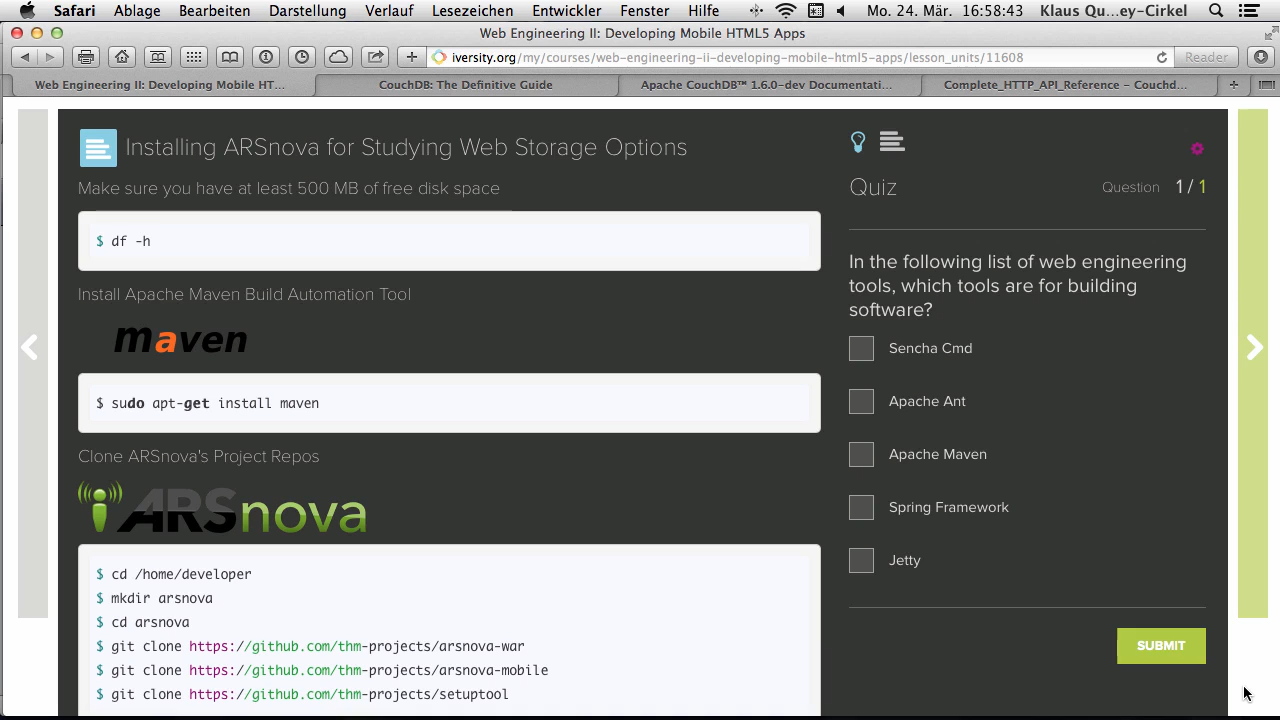 Safari Ablage Bearbeiten Darstellung Verlauf Lesezeichen Entwickler Fenster Hilfe Mo. 24. Mär. 16:58:43 Klaus Qu...ey-Cirkel
Web Engineering II: Developing Mobile HTML5 Apps
iversity.org/my/courses/web-engineering-ii-developing-mobile-html5-apps/lesson_units/11608 Reader
Web Engineering II: Developing Mobile HT... CouchDB: The Definitive Guide Apache CouchDB™ 1.6.0-dev Documentati... Complete_HTTP_API_Reference – Couchd...
Installing ARSnova for Studying Web Storage Options
Make sure you have at least 500 MB of free disk space
$ df -h
Install Apache Maven Build Automation Tool
maven
$ sudo apt-get install maven
Clone ARSnova's Project Repos
ARSnova
$ cd /home/developer
$ mkdir arsnova
$ cd arsnova
$ git clone https://github.com/thm-projects/arsnova-war
$ git clone https://github.com/thm-projects/arsnova-mobile
$ git clone https://github.com/thm-projects/setuptool
Quiz Question 1 / 1
In the following list of web engineering
tools, which tools are for building
software?
Sencha Cmd
Apache Ant
Apache Maven
Spring Framework
Jetty
SUBMIT